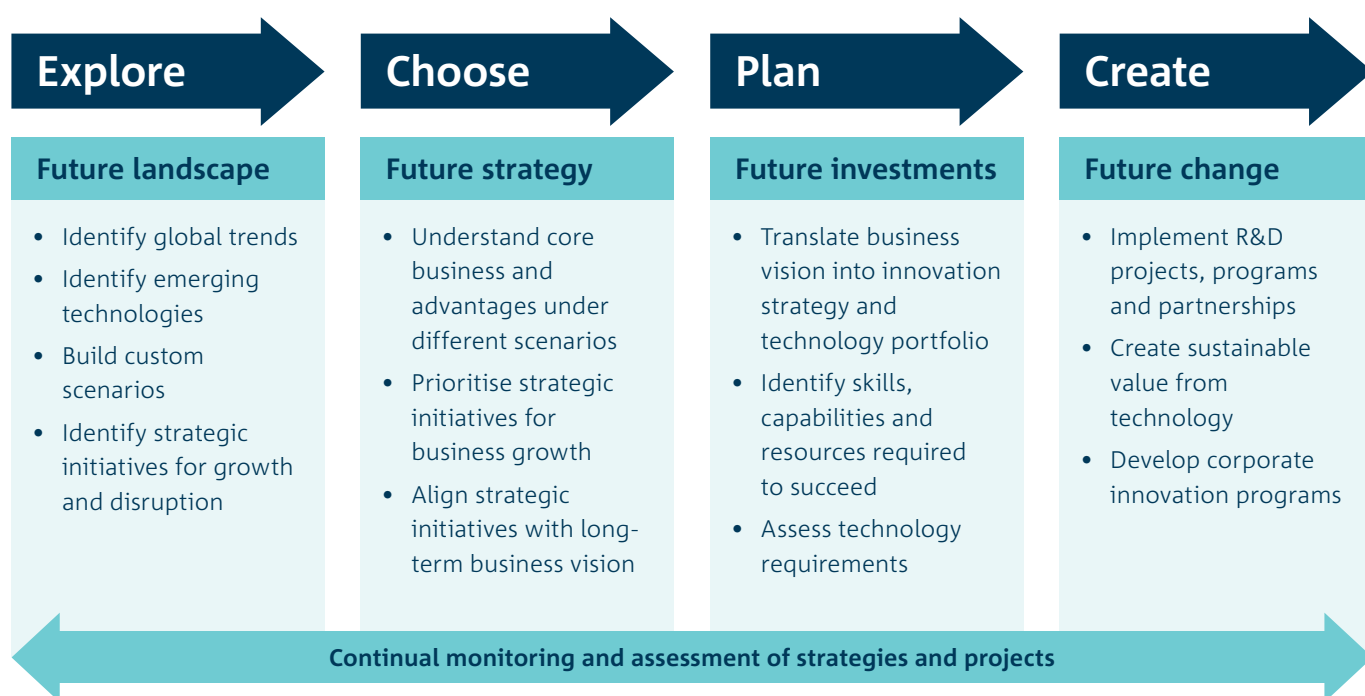 Explore
Future landscape
• Identify global trends
• Identify emerging
technologies
• Build custom
scenarios
• Identify strategic
initiatives for growth
and disruption
Choose
Future strategy
• Understand core
business and
advantages under
different scenarios
• Prioritise strategic
initiatives for
business growth
• Align strategic
initiatives with long-
term business vision
Plan
Future investments
• Translate business
vision into innovation
strategy and
technology portfolio
• Identify skills,
capabilities and
resources required
to succeed
• Assess technology
requirements
Create
Future change
• Implement R&D
projects, programs
and partnerships
• Create sustainable
value from
technology
• Develop corporate
innovation programs
Continual monitoring and assessment of strategies and projects